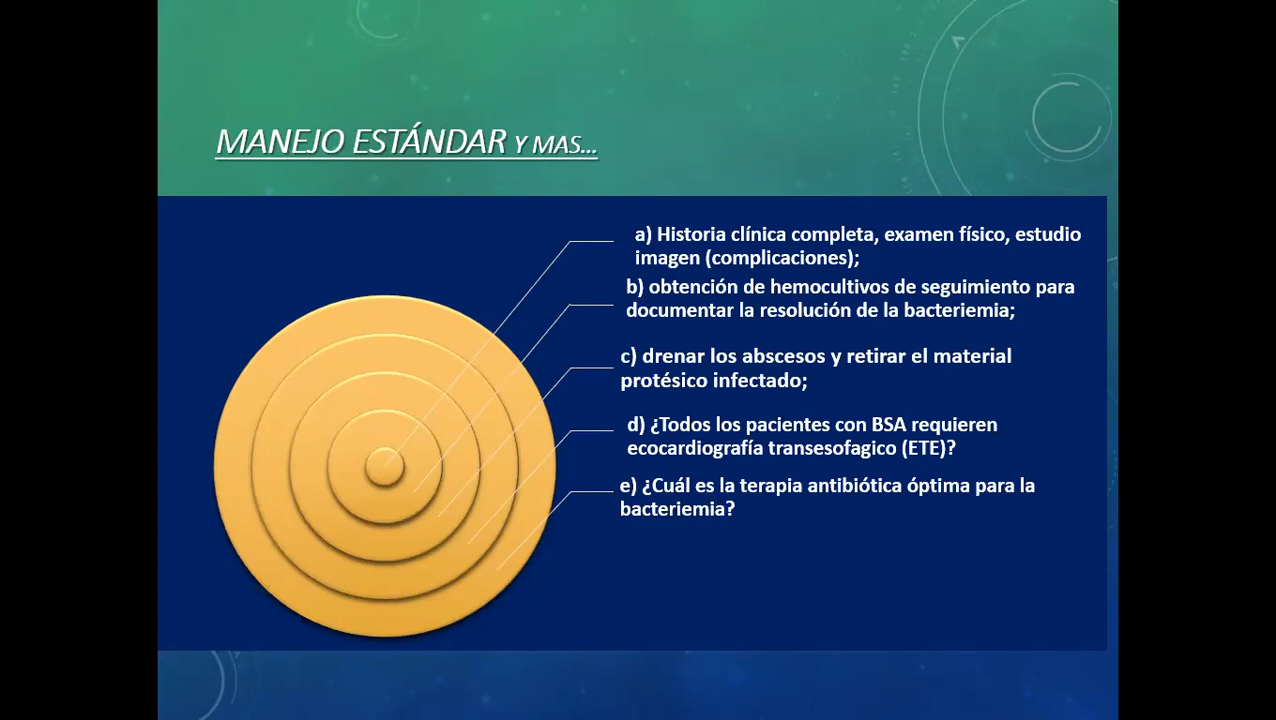 MANEJO ESTÁNDAR Y MAS...
a) Historia clínica completa, examen físico, estudio
imagen (complicaciones);
b) obtención de hemocultivos de seguimiento para
documentar la resolución de la bacteriemia;
c) drenar los abscesos y retirar el material
protésico infectado;
d) ¿Todos los pacientes con BSA requieren
ecocardiografía transesofagico (ETE)?
e) ¿Cuál es la terapia antibiótica óptima para la
bacteriemia?